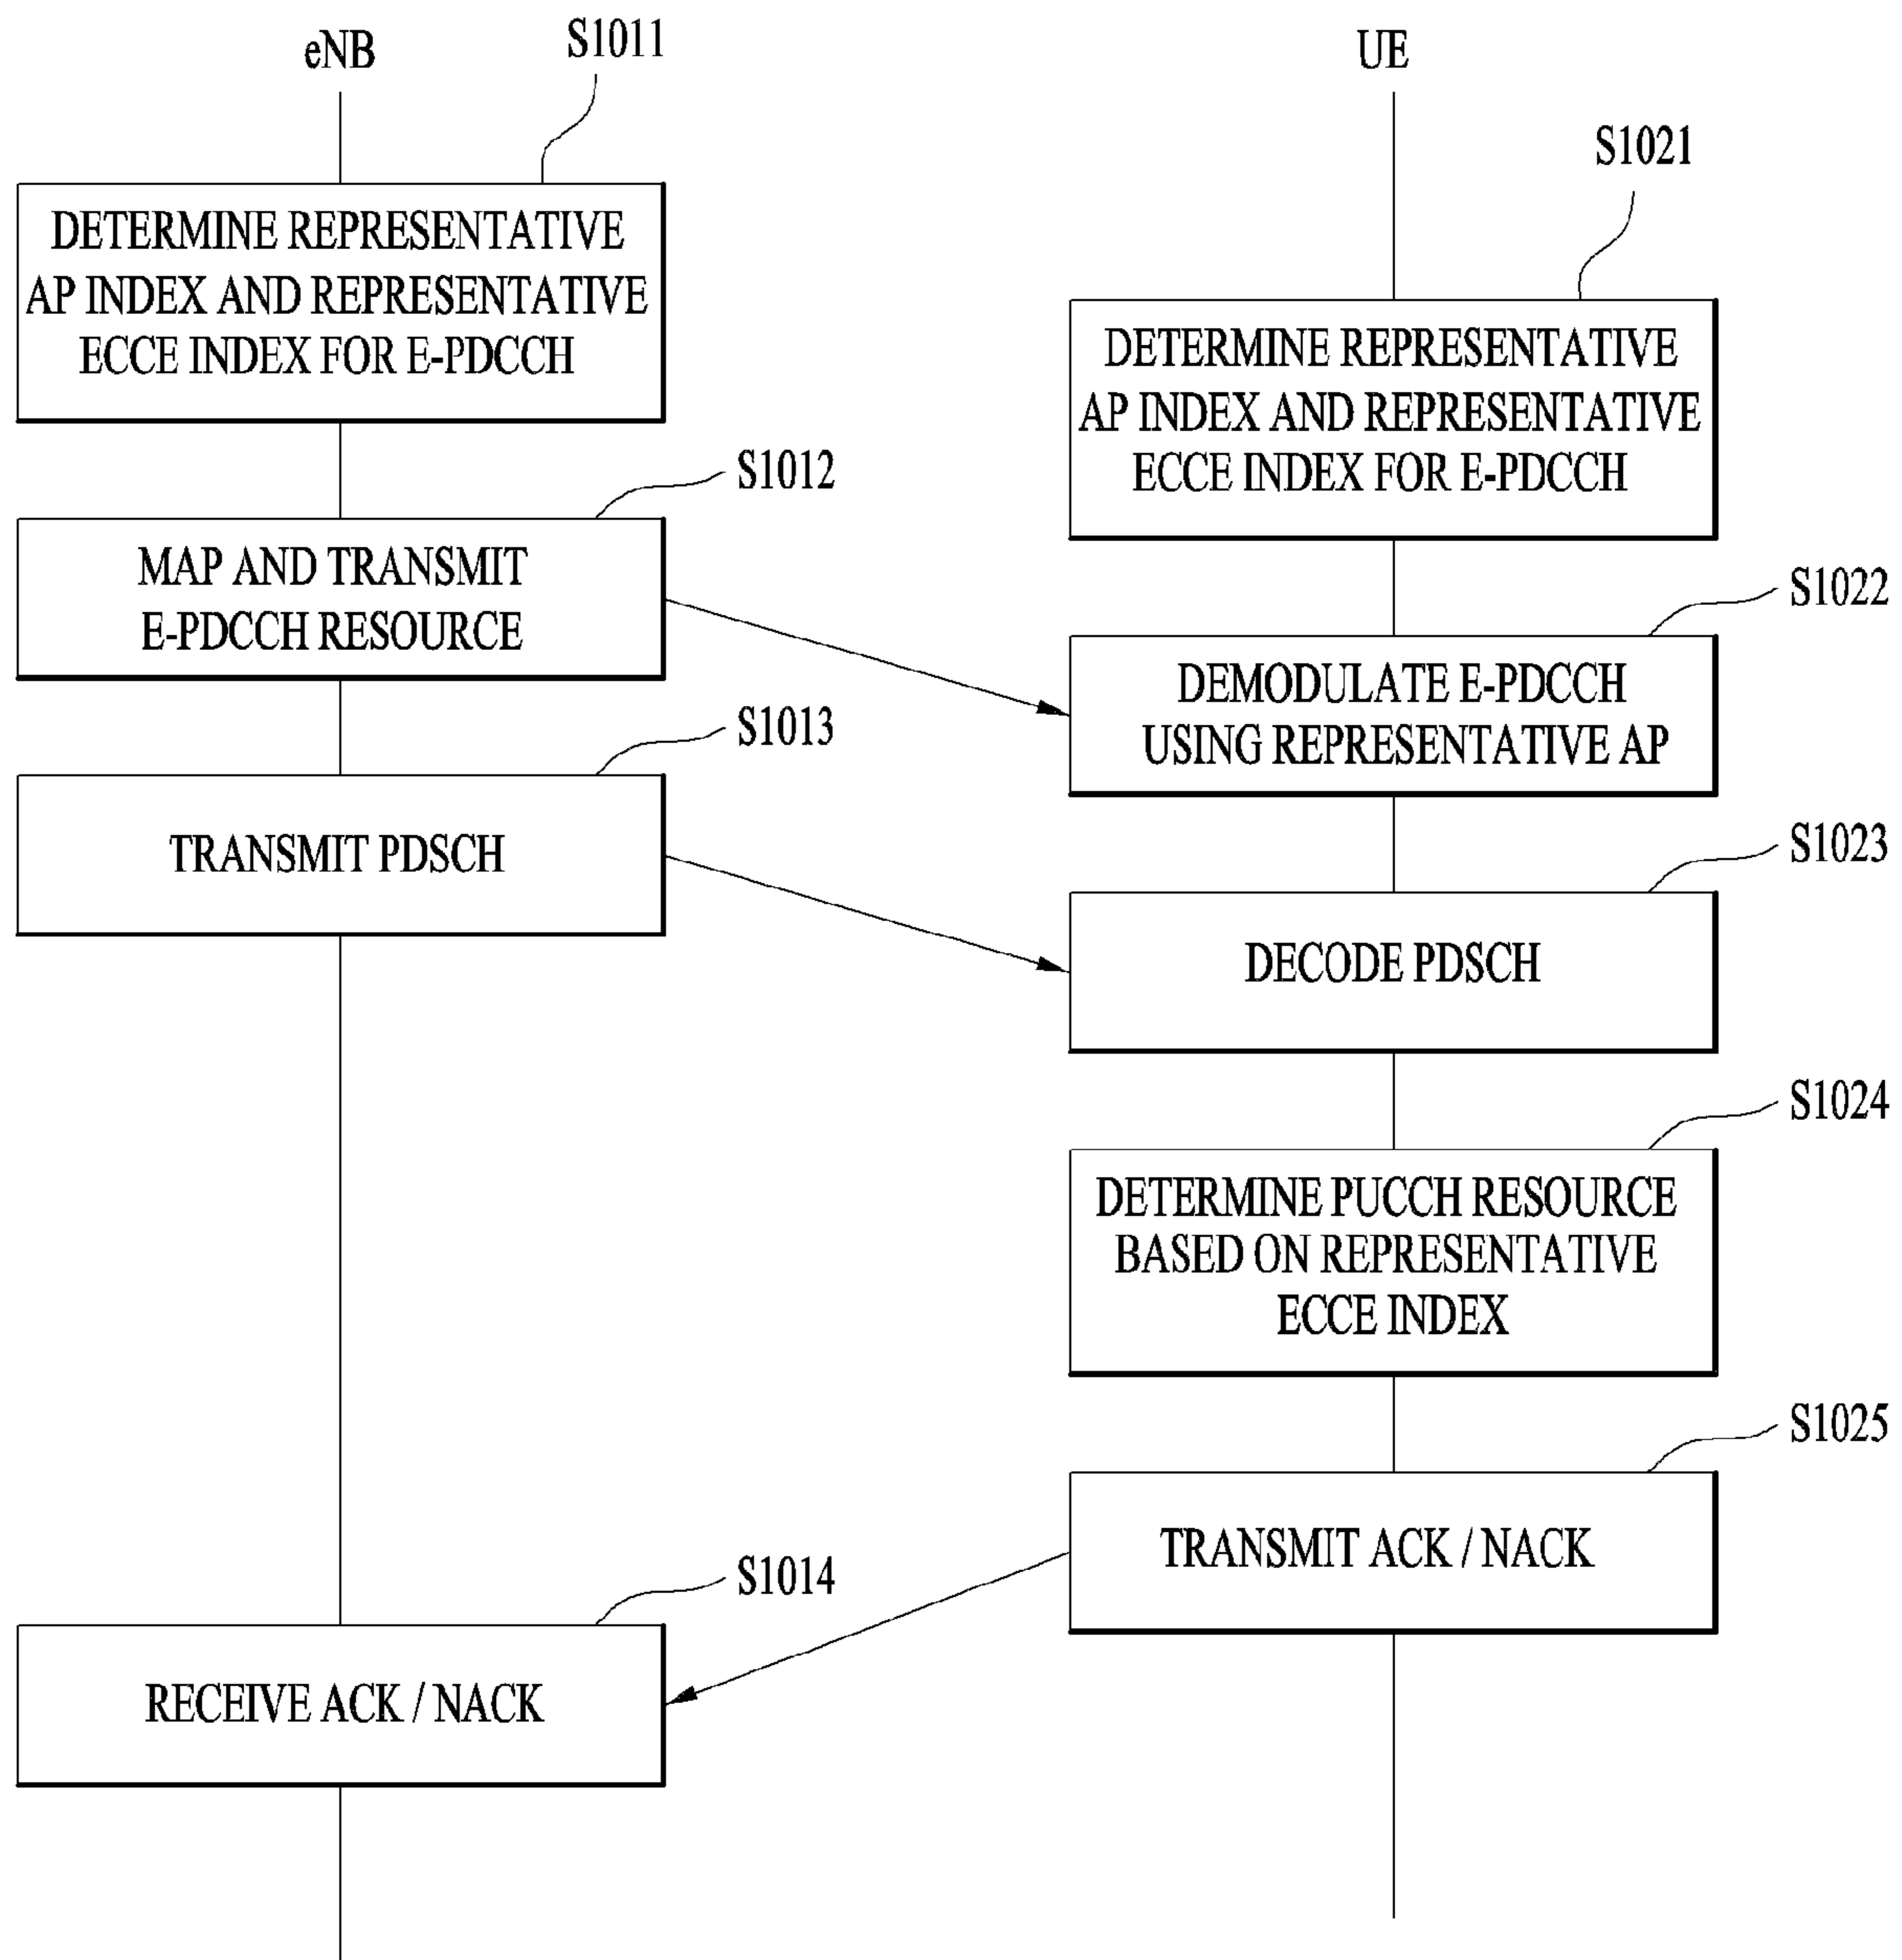 eNB
S1011
UE
S1021
DETERMINE REPRESENTATIVE
AP INDEX AND REPRESENTATIVE
ECCE INDEX FOR E-PDCCH
DETERMINE REPRESENTATIVE
AP INDEX AND REPRESENTATIVE
ECCE INDEX FOR E-PDCCH
S1012
MAP AND TRANSMIT
E-PDCCH RESOURCE
S1022
DEMODULATE E-PDCCH
USING REPRESENTATIVE AP
S1013
TRANSMIT PDSCH
S1023
DECODE PDSCH
S1024
DETERMINE PUCCH RESOURCE
BASED ON REPRESENTATIVE
ECCE INDEX
S1025
TRANSMIT ACK / NACK
S1014
RECEIVE ACK / NACK